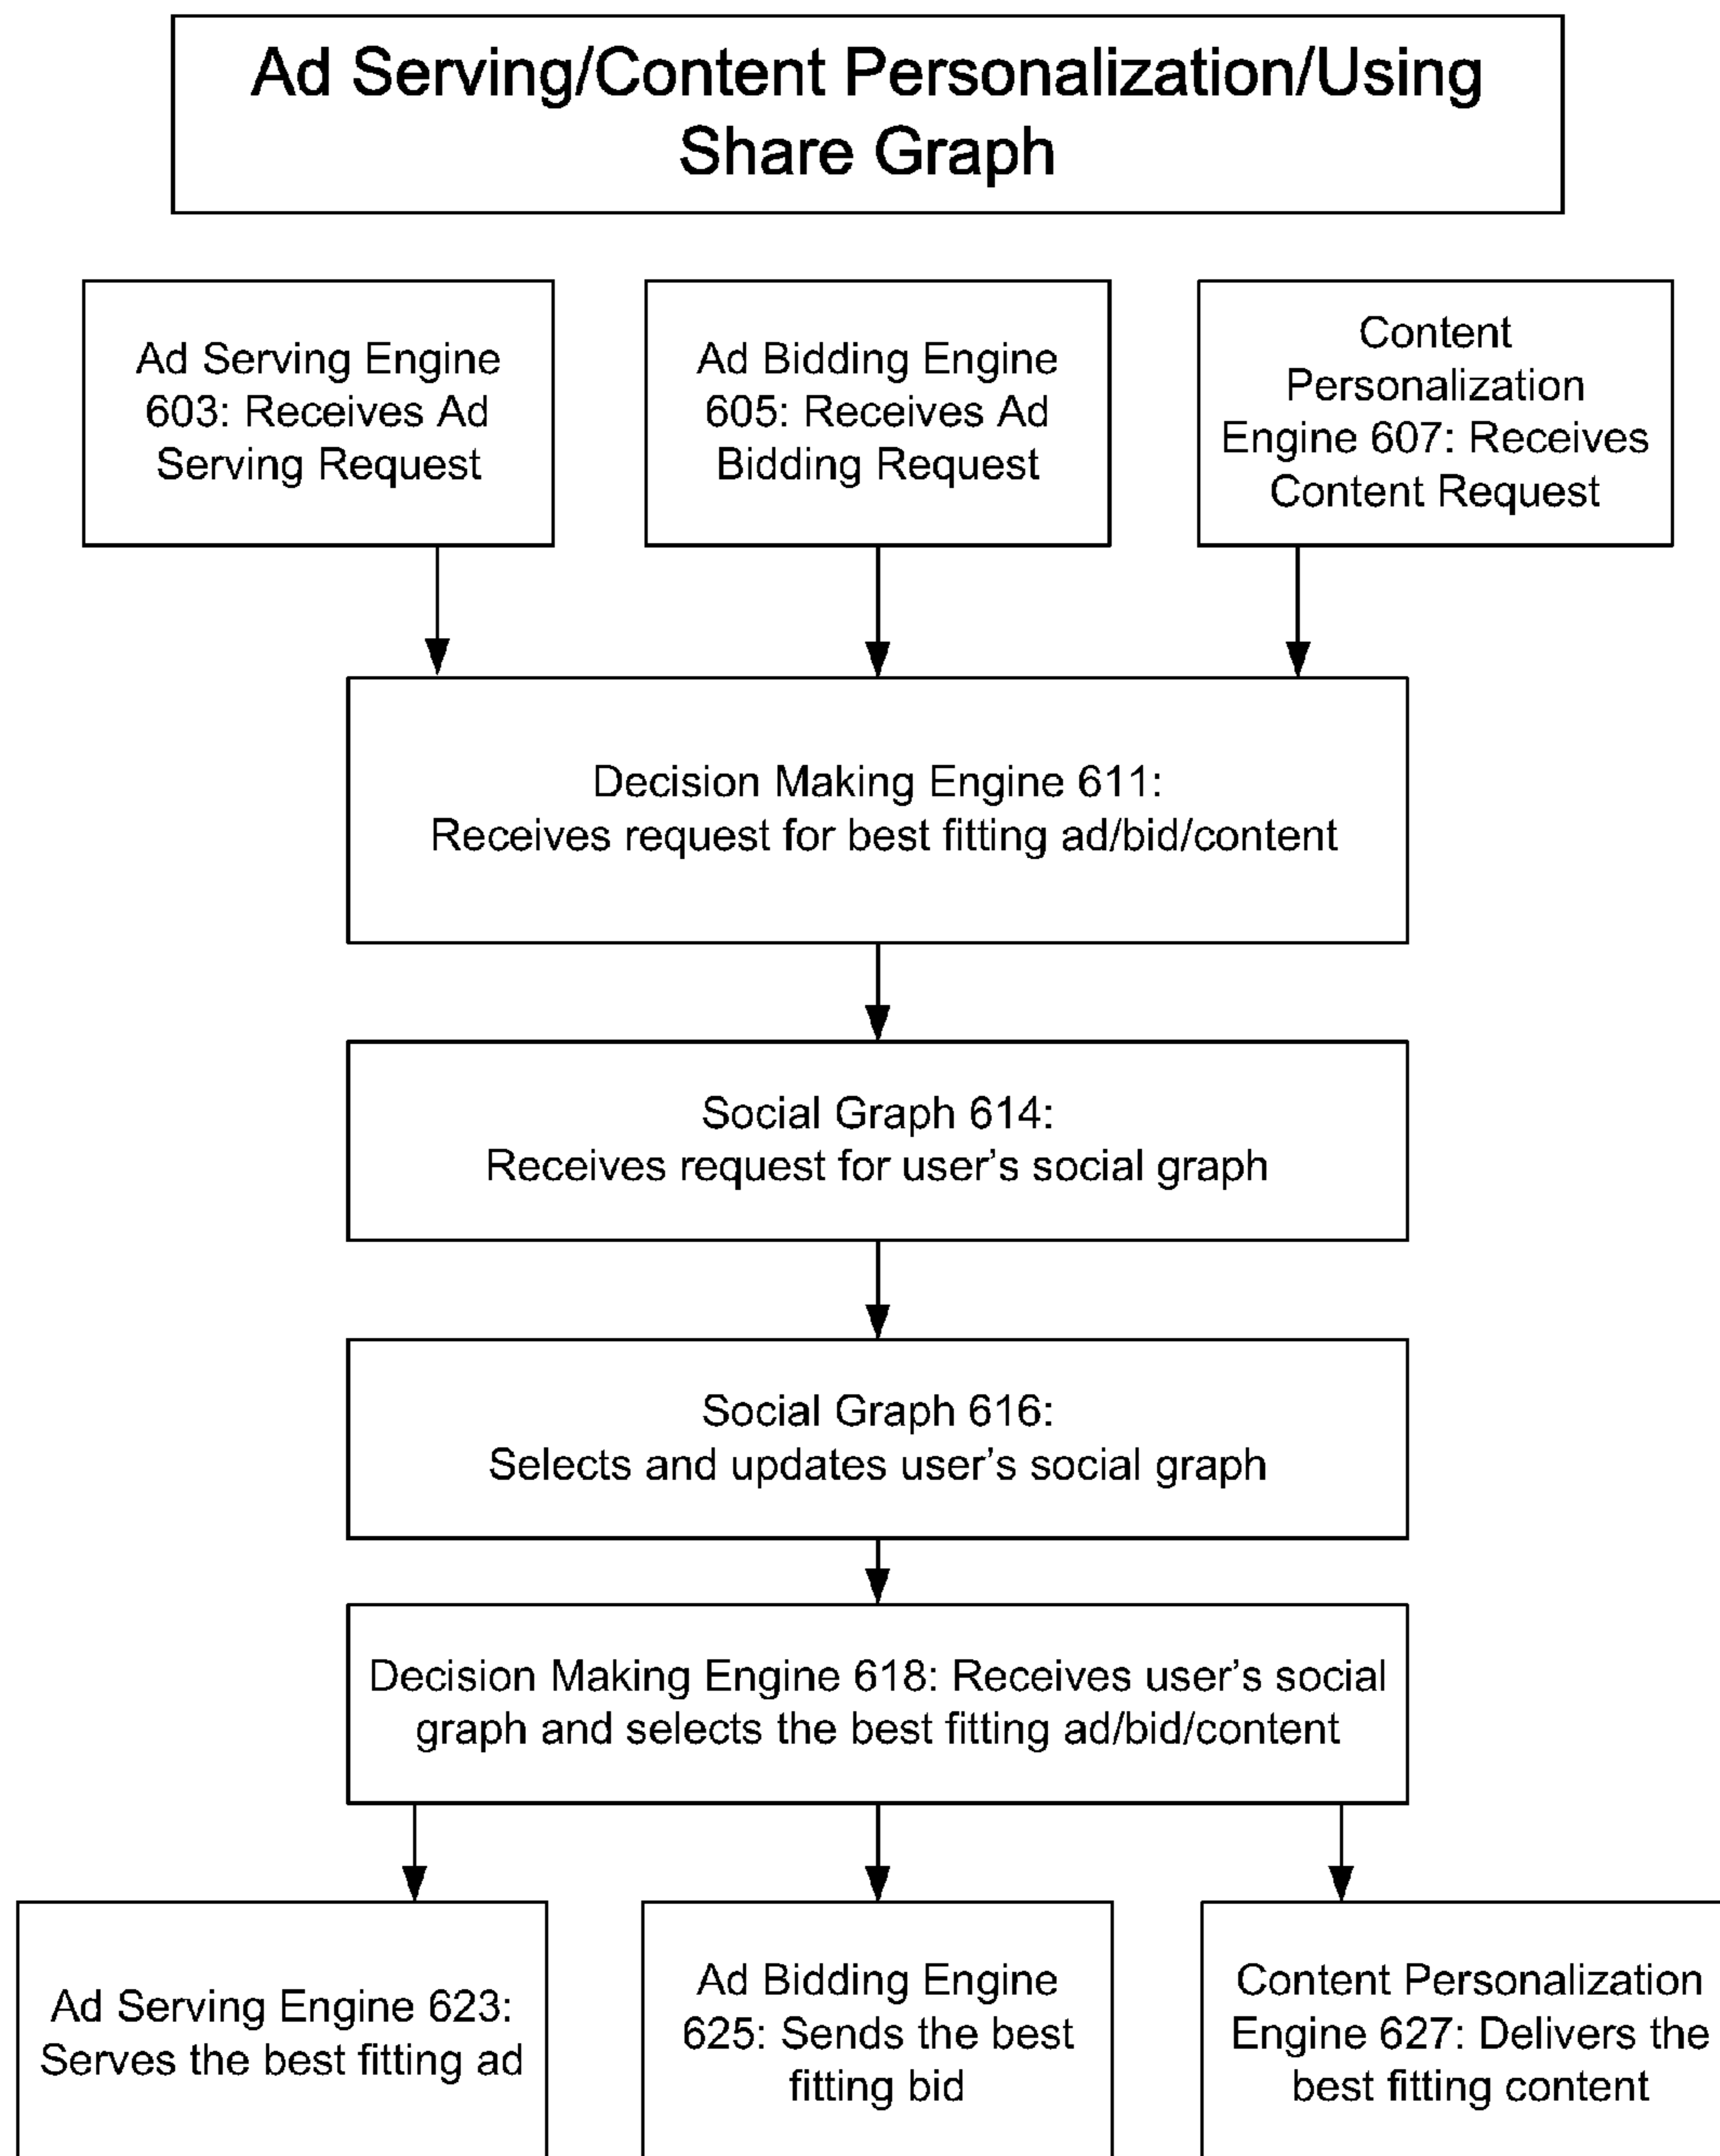 Ad Serving/Content Personalization/Using
Share Graph
Ad Serving Engine
603: Receives Ad
Serving Request
Ad Bidding Engine
605: Receives Ad
Bidding Request
Content
Personalization
Engine 607: Receives
Content Request
Decision Making Engine 611:
Receives request for best fitting ad/bid/content
Social Graph 614:
Receives request for user's social graph
Social Graph 616:
Selects and updates user's social graph
Decision Making Engine 618: Receives user's social
graph and selects the best fitting ad/bid/content
Ad Serving Engine 623:
Serves the best fitting ad
Ad Bidding Engine
625: Sends the best
fitting bid
Content Personalization
Engine 627: Delivers the
best fitting content